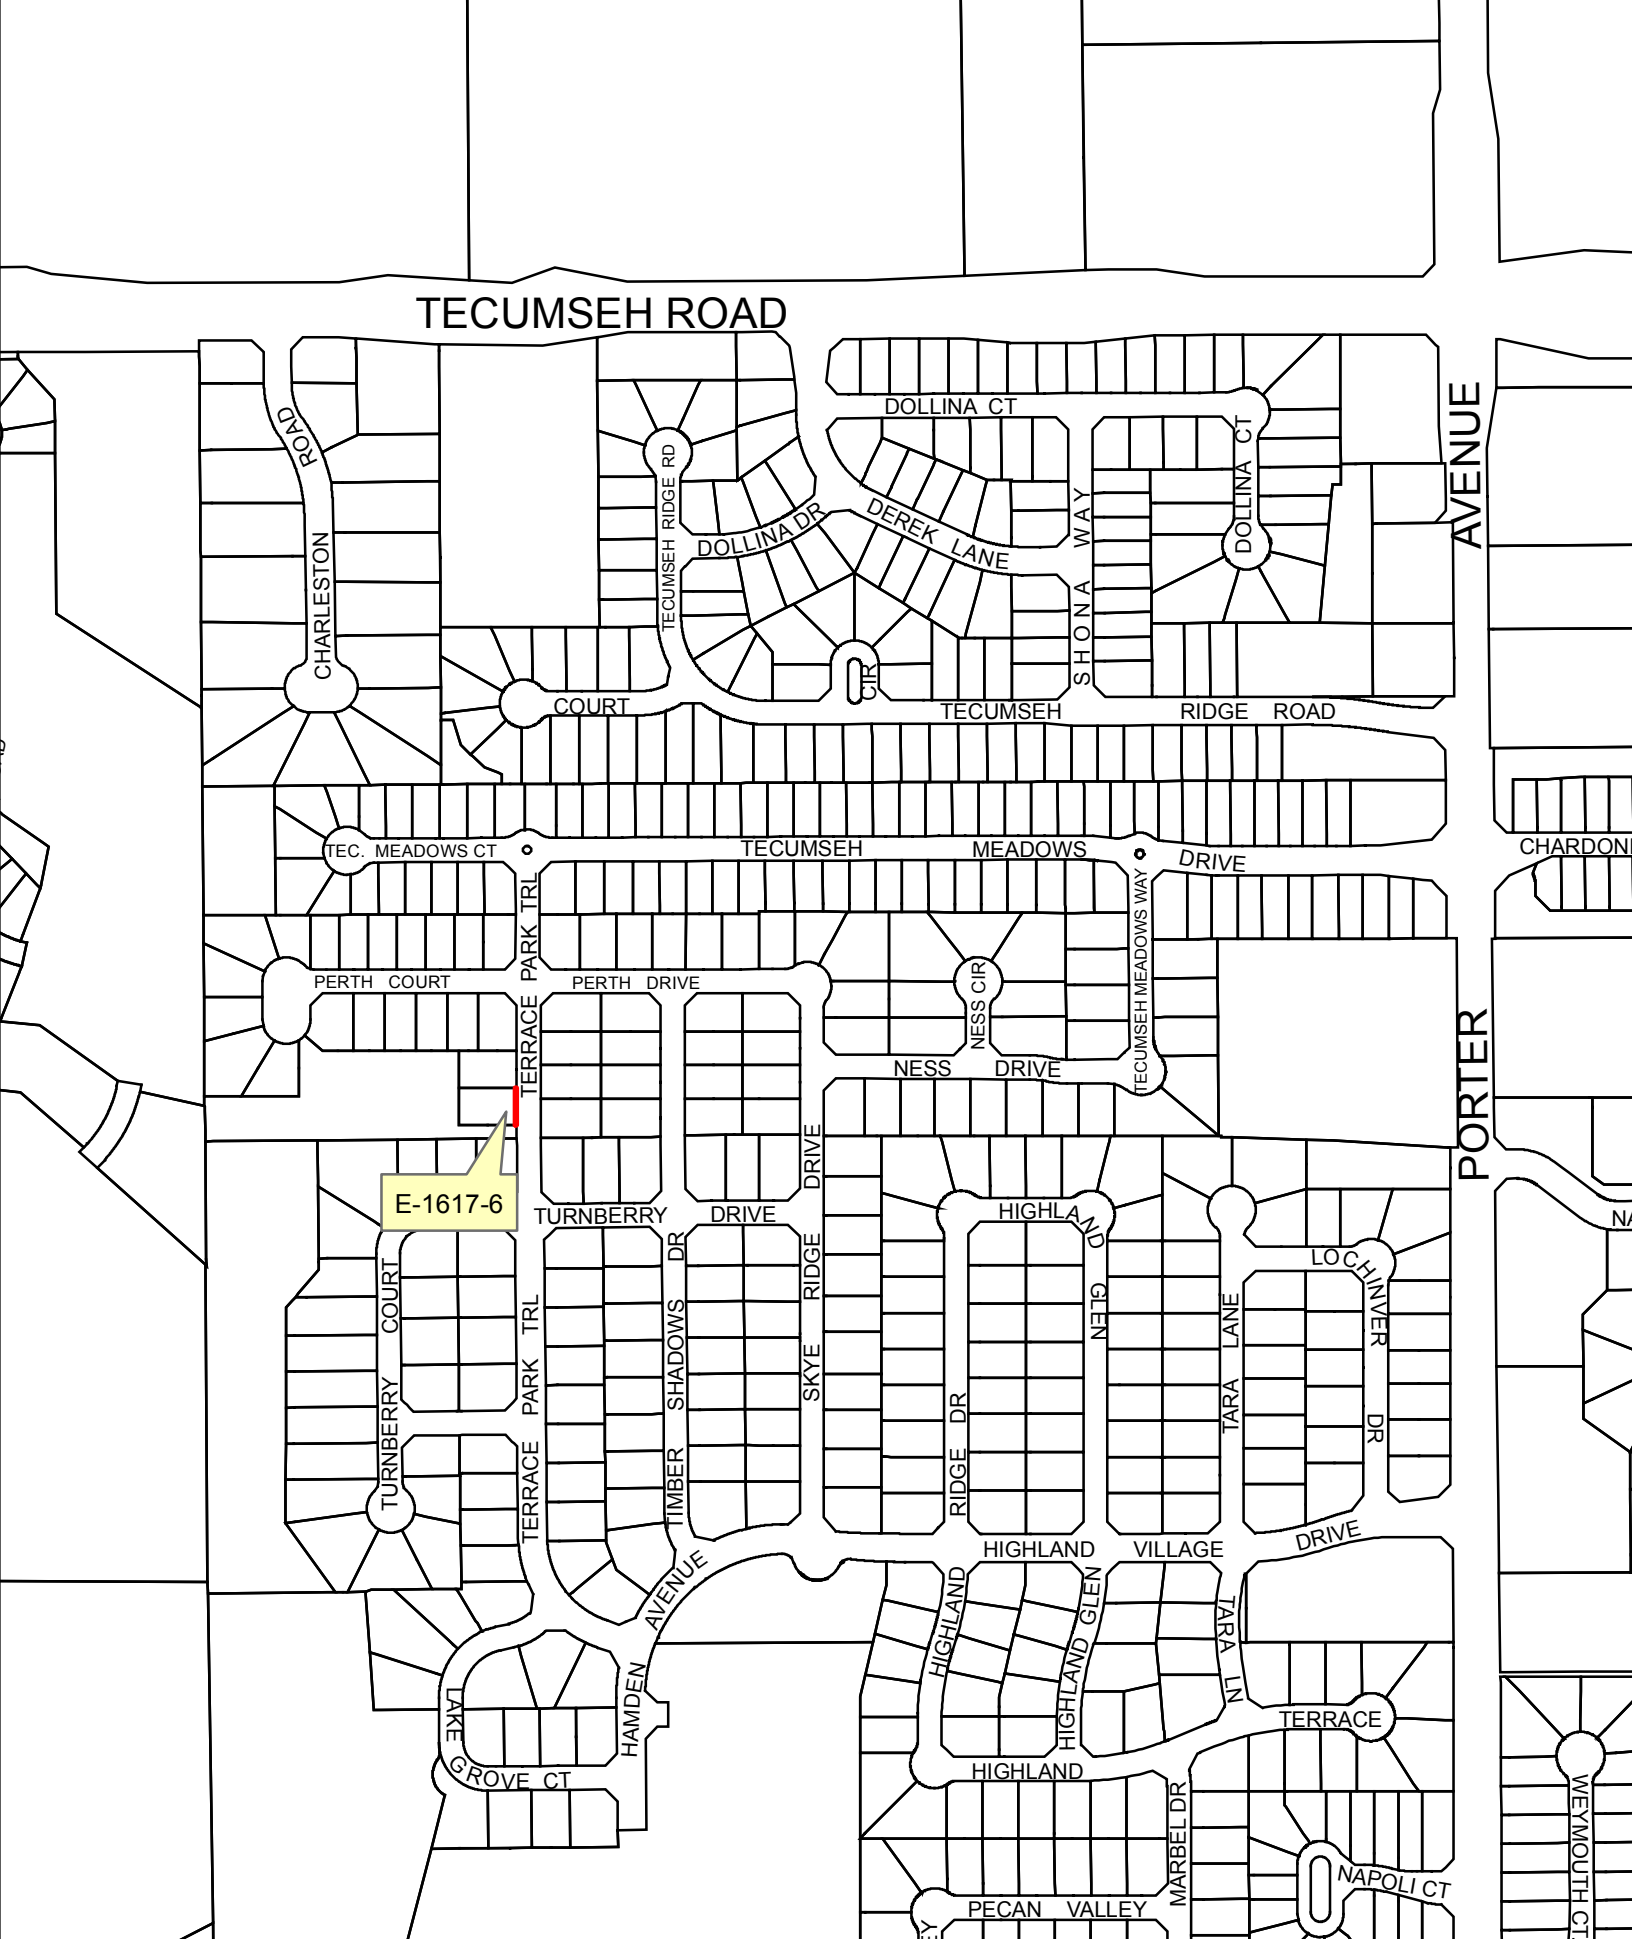 TECUMSEH ROAD
AVENUE
PORTER
CHARLESTON
ROAD
TECUMSEH RIDGE RD
DOLLINA CT
DOLLINA CT
DOLLINA DR
DEREK LANE
SHONA WAY
CIR
COURT
TECUMSEH RIDGE ROAD
TEC. MEADOWS CT
TECUMSEH MEADOWS DRIVE
CHARDON
TERRACE PARK TRL
TECUMSEH MEADOWS WAY
PERTH COURT
PERTH DRIVE
NESS CIR
NESS DRIVE
E-1617-6
TURNBERRY DRIVE
SKYE RIDGE DRIVE
HIGHLAND GLEN
LOCHINVER DR
NA
TURNBERRY COURT
TERRACE PARK TRL
TIMBER SHADOWS DR
RIDGE DR
TARA LANE
HIGHLAND VILLAGE DRIVE
HAMDEN AVENUE
HIGHLAND
HIGHLAND GLEN
TARA LN
LAKE GROVE CT
HIGHLAND TERRACE
MARBEL DR
NAPOLI CT
WEYMOUTH CT.
PECAN VALLEY
EY